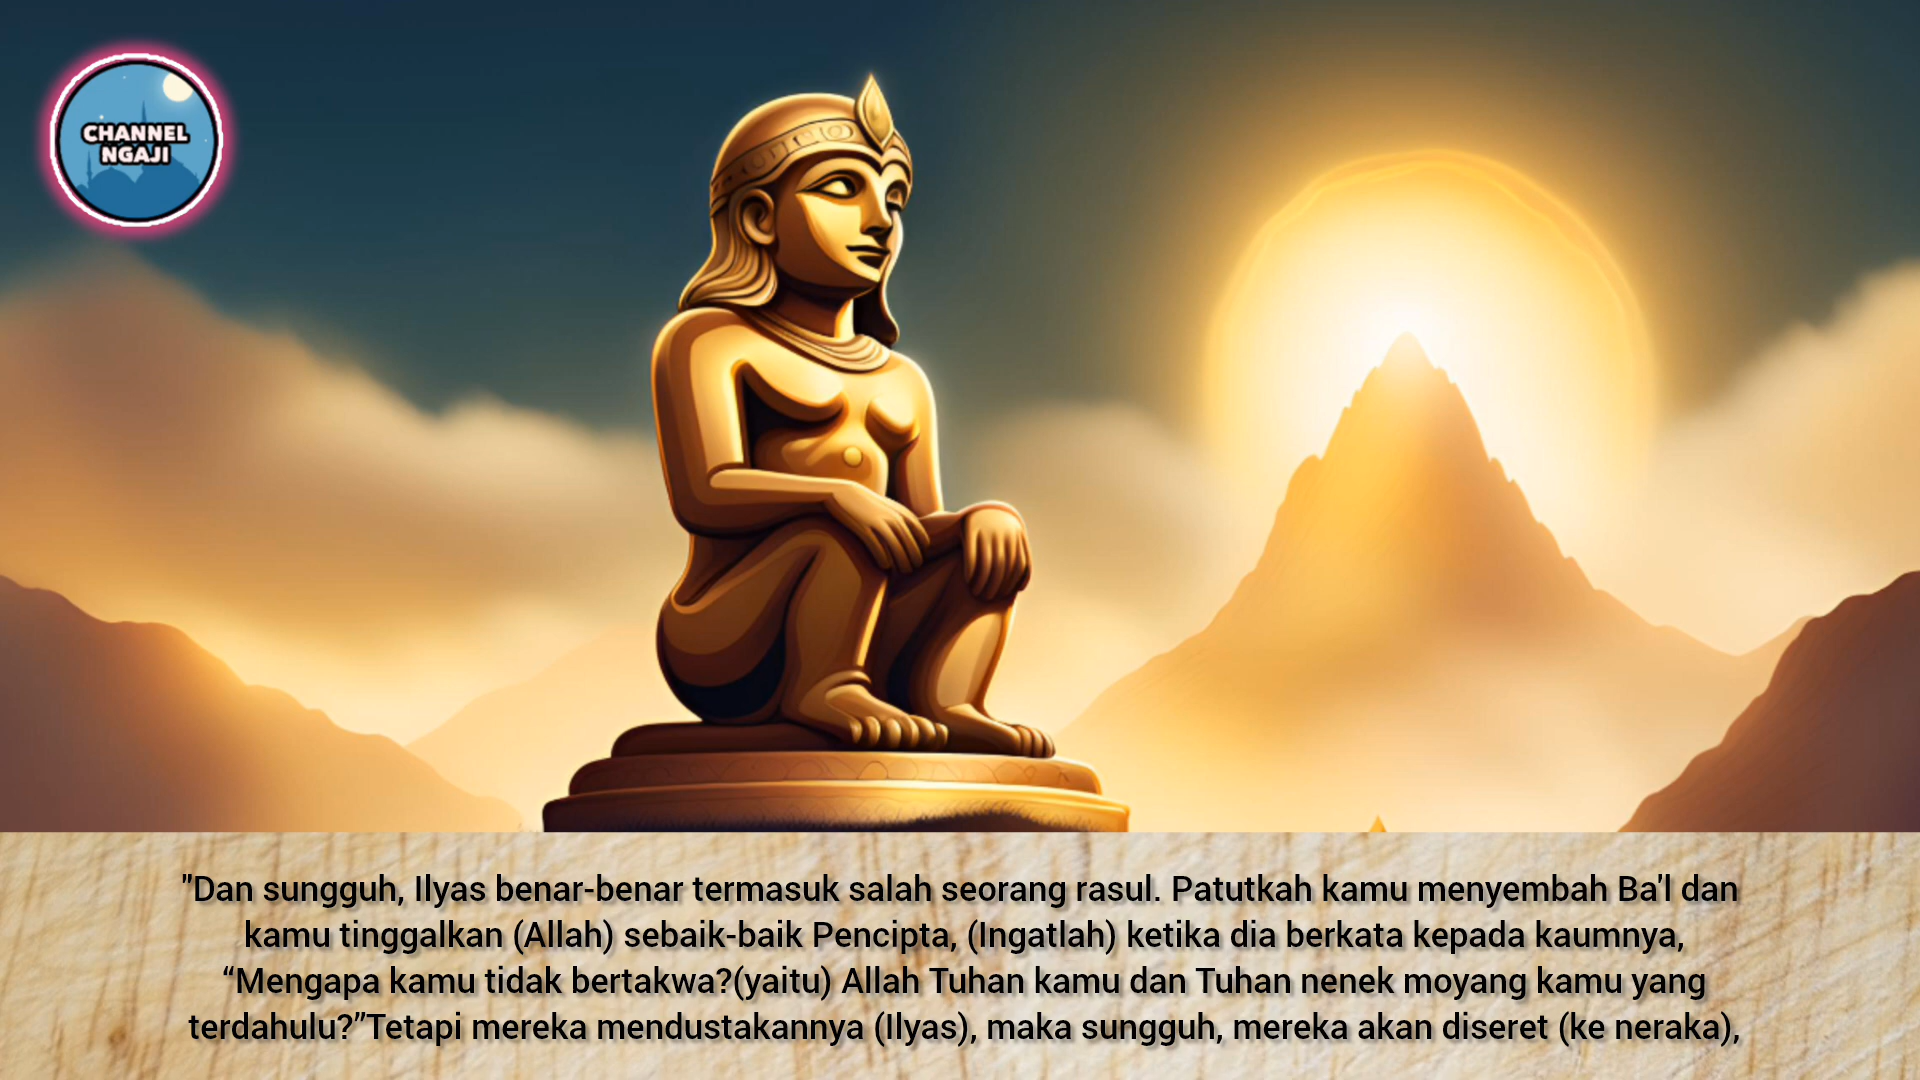 CHANNEL
NGAJI
"Dan sungguh, Ilyas benar-benar termasuk salah seorang rasul. Patutkah kamu menyembah Ba'l dan
kamu tinggalkan (Allah) sebaik-baik Pencipta, (Ingatlah) ketika dia berkata kepada kaumnya,
“Mengapa kamu tidak bertakwa?(yaitu) Allah Tuhan kamu dan Tuhan nenek moyang kamu yang
terdahulu?”Tetapi mereka mendustakannya (Ilyas), maka sungguh, mereka akan diseret (ke neraka),